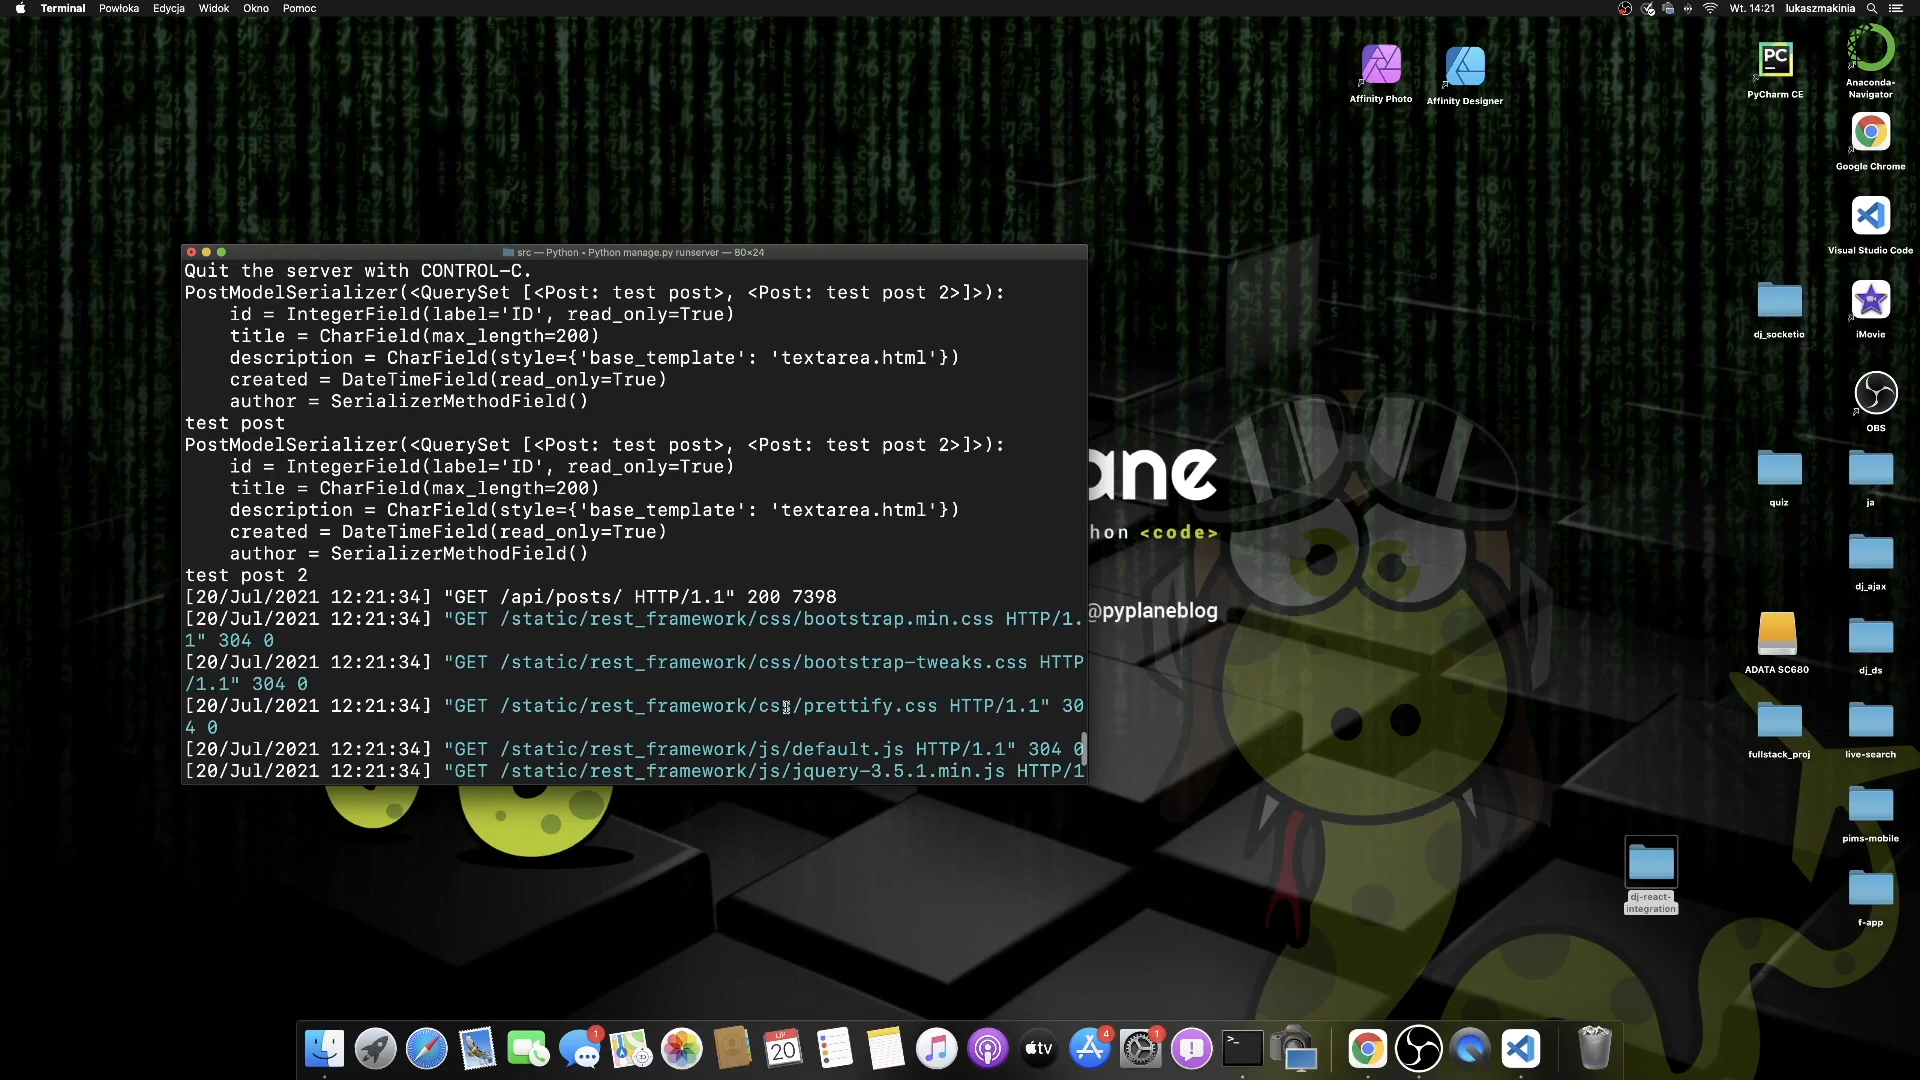 Terminal Powłoka Edycja Widok Okno Pomoc
Wt. 14:21 lukaszmakinia
Affinity Photo
Affinity Designer
PC
PyCharm CE
Anaconda-
Navigator
Google Chrome
Visual Studio Code
dj_socketio
iMovie
OBS
quiz
ja
dj_ajax
ADATA SC680
dj_ds
fullstack_proj
live-search
pims-mobile
dj-react-
integration
f-app
src — Python • Python manage.py runserver — 80×24
Quit the server with CONTROL-C.
PostModelSerializer(<QuerySet [<Post: test post>, <Post: test post 2>]>):
    id = IntegerField(label='ID', read_only=True)
    title = CharField(max_length=200)
    description = CharField(style={'base_template': 'textarea.html'})
    created = DateTimeField(read_only=True)
    author = SerializerMethodField()
test post
PostModelSerializer(<QuerySet [<Post: test post>, <Post: test post 2>]>):
    id = IntegerField(label='ID', read_only=True)
    title = CharField(max_length=200)
    description = CharField(style={'base_template': 'textarea.html'})
    created = DateTimeField(read_only=True)
    author = SerializerMethodField()
test post 2
[20/Jul/2021 12:21:34] "GET /api/posts/ HTTP/1.1" 200 7398
[20/Jul/2021 12:21:34] "GET /static/rest_framework/css/bootstrap.min.css HTTP/1.
1" 304 0
[20/Jul/2021 12:21:34] "GET /static/rest_framework/css/bootstrap-tweaks.css HTTP
/1.1" 304 0
[20/Jul/2021 12:21:34] "GET /static/rest_framework/css/prettify.css HTTP/1.1" 30
4 0
[20/Jul/2021 12:21:34] "GET /static/rest_framework/js/default.js HTTP/1.1" 304 0
[20/Jul/2021 12:21:34] "GET /static/rest_framework/js/jquery-3.5.1.min.js HTTP/1
ane
hon <code>
@pyplaneblog
1
LIP
20
tv
4
1